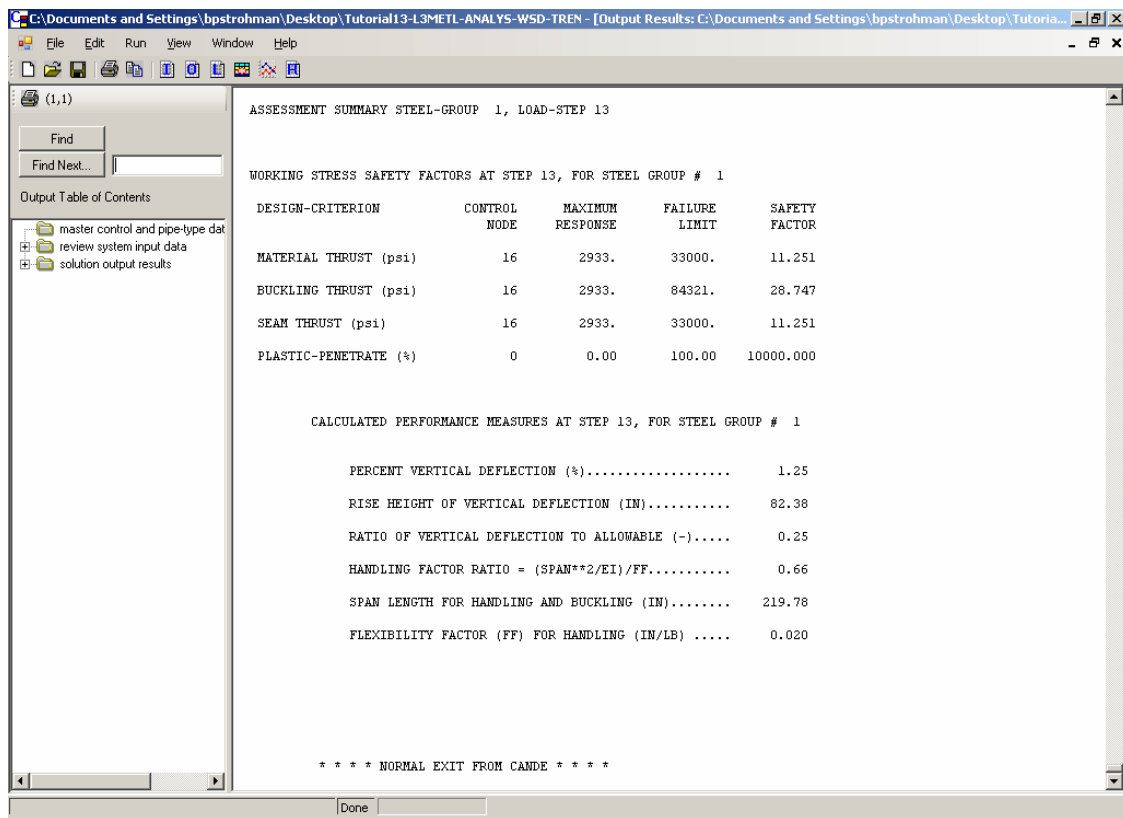 C:\Documents and Settings\bpstrohman\Desktop\Tutorial13-L3METL-ANALYS-WSD-TREN - [Output Results: C:\Documents and Settings\bpstrohman\Desktop\Tutoria...
File Edit Run View Window Help
(1,1)
Find
Find Next...
Output Table of Contents
master control and pipe-type dat
review system input data
solution output results
ASSESSMENT SUMMARY STEEL-GROUP 1, LOAD-STEP 13
WORKING STRESS SAFETY FACTORS AT STEP 13, FOR STEEL GROUP # 1
DESIGN-CRITERION CONTROL MAXIMUM FAILURE SAFETY
NODE RESPONSE LIMIT FACTOR
MATERIAL THRUST (psi) 16 2933. 33000. 11.251
BUCKLING THRUST (psi) 16 2933. 84321. 28.747
SEAM THRUST (psi) 16 2933. 33000. 11.251
PLASTIC-PENETRATE (%) 0 0.00 100.00 10000.000
CALCULATED PERFORMANCE MEASURES AT STEP 13, FOR STEEL GROUP # 1
PERCENT VERTICAL DEFLECTION (%)................... 1.25
RISE HEIGHT OF VERTICAL DEFLECTION (IN)........... 82.38
RATIO OF VERTICAL DEFLECTION TO ALLOWABLE (-)..... 0.25
HANDLING FACTOR RATIO = (SPAN**2/EI)/FF........... 0.66
SPAN LENGTH FOR HANDLING AND BUCKLING (IN)........ 219.78
FLEXIBILITY FACTOR (FF) FOR HANDLING (IN/LB) ..... 0.020
* * * * NORMAL EXIT FROM CANDE * * * *
Done